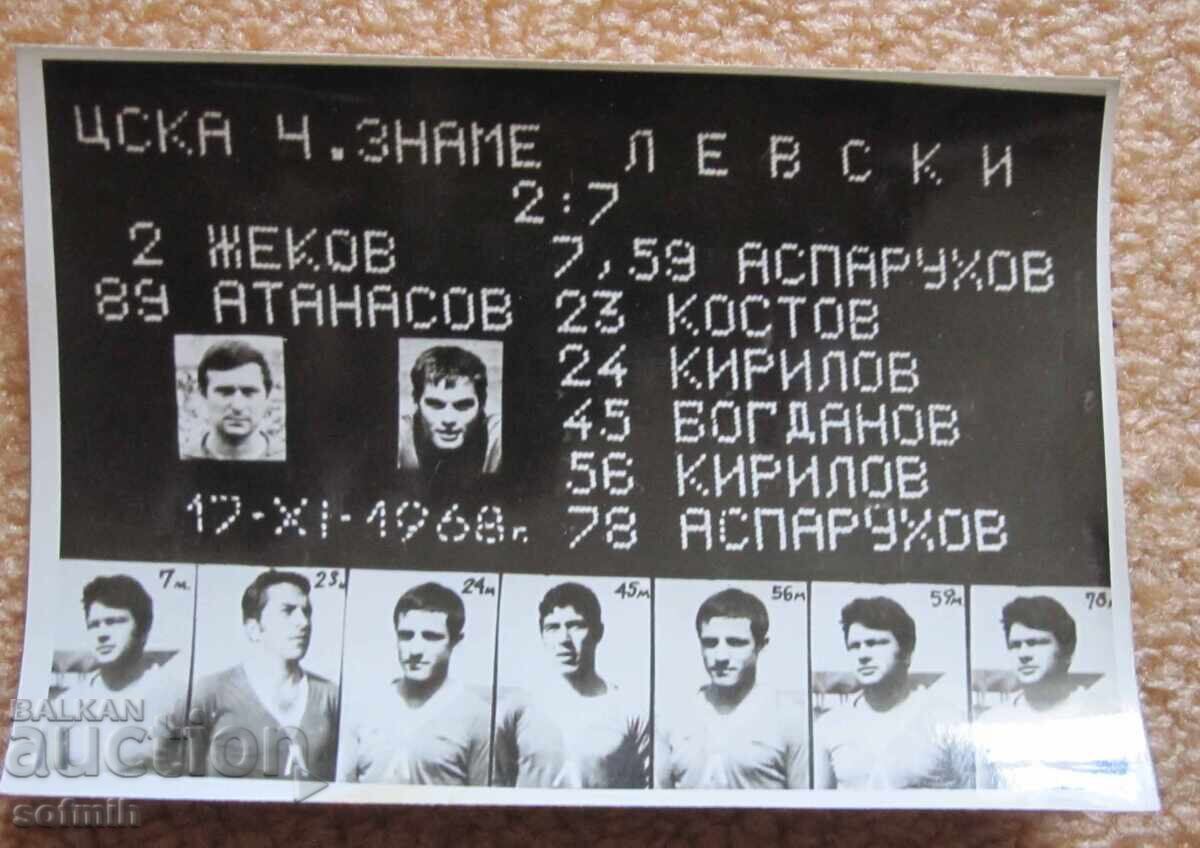 ЦСКА Ч.ЗНАМЕ ЛЕВСКИ
2:7
2 ЖЕКОВ 7,59 АСПАРУХОВ
89 АТАНАСОВ 23 КОСТОВ
24 КИРИЛОВ
45 БОГДАНОВ
56 КИРИЛОВ
17-XI-1968г. 78 АСПАРУХОВ
7м. 23м 24м 45м 56м 59м 78м
BALKAN
auction
sofmih